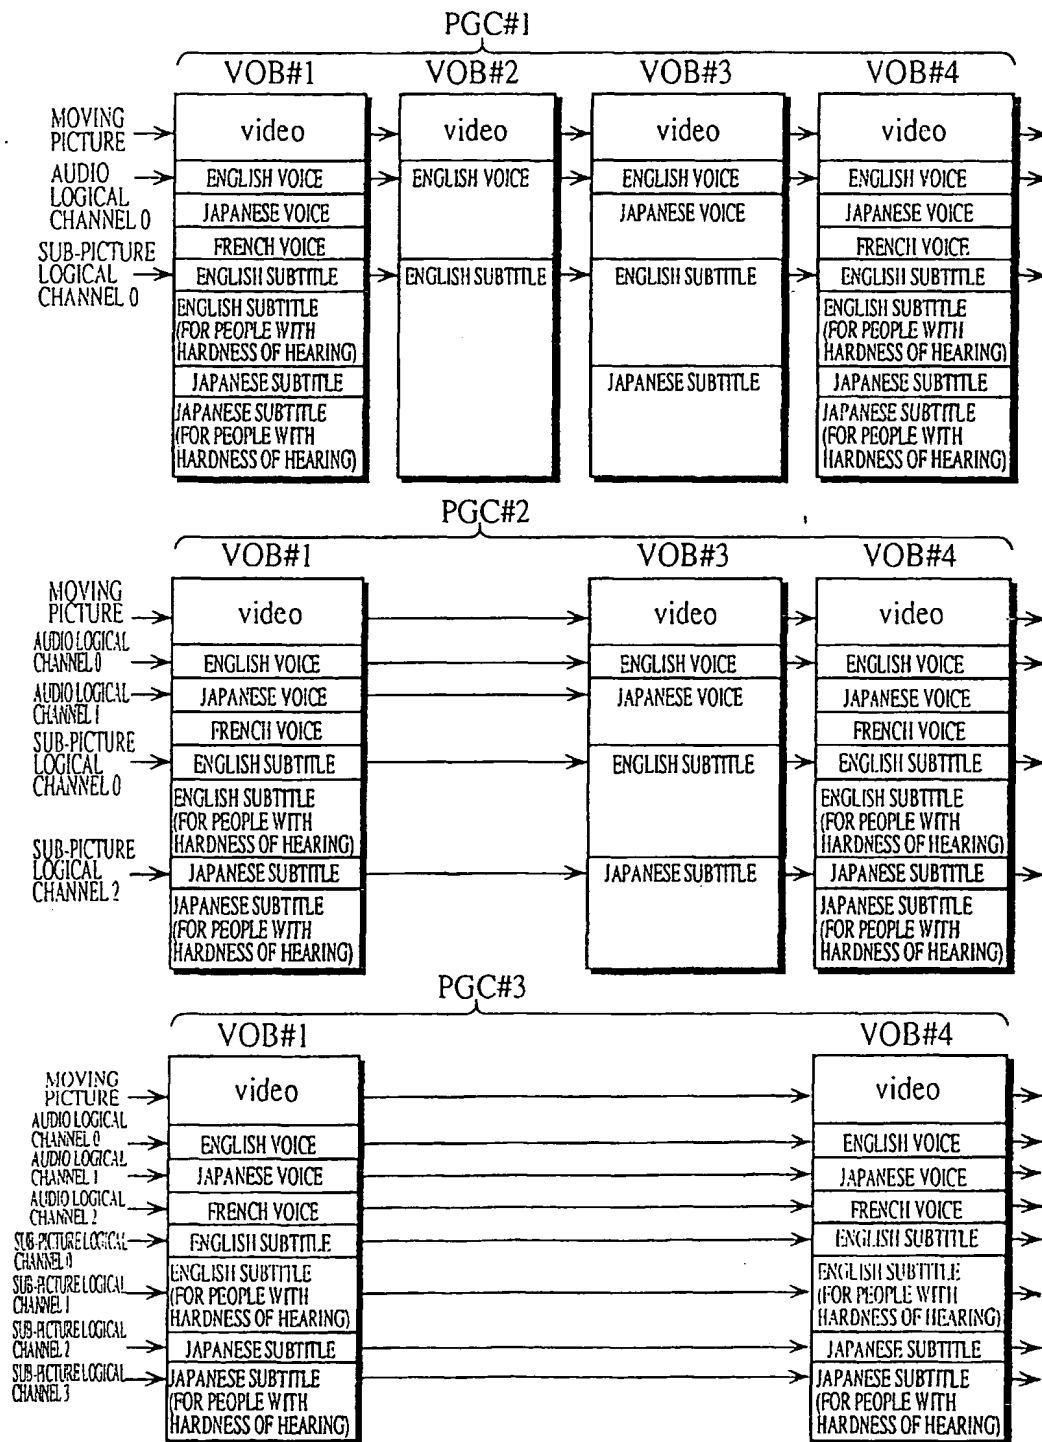 PGC#1
VOB#1 VOB#2 VOB#3 VOB#4
MOVING
PICTURE
video video video video
AUDIO
LOGICAL
CHANNEL 0
ENGLISH VOICE ENGLISH VOICE ENGLISH VOICE ENGLISH VOICE
JAPANESE VOICE JAPANESE VOICE JAPANESE VOICE
FRENCH VOICE FRENCH VOICE
SUB-PICTURE
LOGICAL
CHANNEL 0
ENGLISH SUBTITLE ENGLISH SUBTITLE ENGLISH SUBTITLE ENGLISH SUBTITLE
ENGLISH SUBTITLE
(FOR PEOPLE WITH
HARDNESS OF HEARING)
ENGLISH SUBTITLE
(FOR PEOPLE WITH
HARDNESS OF HEARING)
JAPANESE SUBTITLE JAPANESE SUBTITLE JAPANESE SUBTITLE
JAPANESE SUBTITLE
(FOR PEOPLE WITH
HARDNESS OF HEARING)
JAPANESE SUBTITLE
(FOR PEOPLE WITH
HARDNESS OF HEARING)
PGC#2
VOB#1 VOB#3 VOB#4
MOVING
PICTURE
video video video
AUDIO LOGICAL
CHANNEL 0
ENGLISH VOICE ENGLISH VOICE ENGLISH VOICE
AUDIO LOGICAL
CHANNEL 1
JAPANESE VOICE JAPANESE VOICE JAPANESE VOICE
FRENCH VOICE FRENCH VOICE
SUB-PICTURE
LOGICAL
CHANNEL 0
ENGLISH SUBTITLE ENGLISH SUBTITLE ENGLISH SUBTITLE
ENGLISH SUBTITLE
(FOR PEOPLE WITH
HARDNESS OF HEARING)
ENGLISH SUBTITLE
(FOR PEOPLE WITH
HARDNESS OF HEARING)
SUB-PICTURE
LOGICAL
CHANNEL 2
JAPANESE SUBTITLE JAPANESE SUBTITLE JAPANESE SUBTITLE
JAPANESE SUBTITLE
(FOR PEOPLE WITH
HARDNESS OF HEARING)
JAPANESE SUBTITLE
(FOR PEOPLE WITH
HARDNESS OF HEARING)
PGC#3
VOB#1 VOB#4
MOVING
PICTURE
video video
AUDIO LOGICAL
CHANNEL 0
ENGLISH VOICE ENGLISH VOICE
AUDIO LOGICAL
CHANNEL 1
JAPANESE VOICE JAPANESE VOICE
AUDIO LOGICAL
CHANNEL 2
FRENCH VOICE FRENCH VOICE
SUB-PICTURE LOGICAL
CHANNEL 0
ENGLISH SUBTITLE ENGLISH SUBTITLE
SUB-PICTURE LOGICAL
CHANNEL 1
ENGLISH SUBTITLE
(FOR PEOPLE WITH
HARDNESS OF HEARING)
ENGLISH SUBTITLE
(FOR PEOPLE WITH
HARDNESS OF HEARING)
SUB-PICTURE LOGICAL
CHANNEL 2
JAPANESE SUBTITLE JAPANESE SUBTITLE
SUB-PICTURE LOGICAL
CHANNEL 3
JAPANESE SUBTITLE
(FOR PEOPLE WITH
HARDNESS OF HEARING)
JAPANESE SUBTITLE
(FOR PEOPLE WITH
HARDNESS OF HEARING)